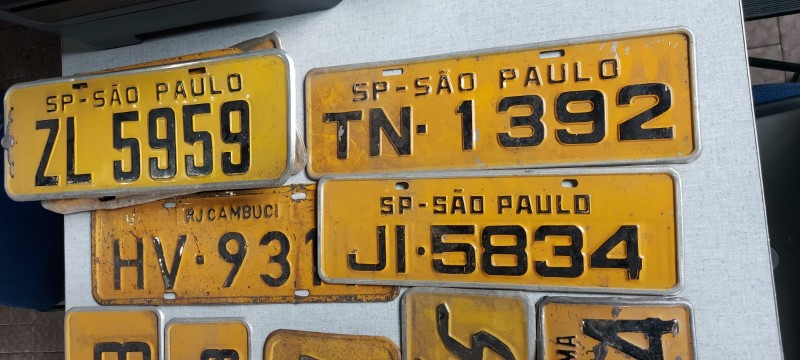 SP-SÃO PAULO
ZL 5959
SP-SÃO PAULO
TN·1392
RJ CAMBUCI
HV·931
SP-SÃO PAULO
JI·5834
S
MÁ
A